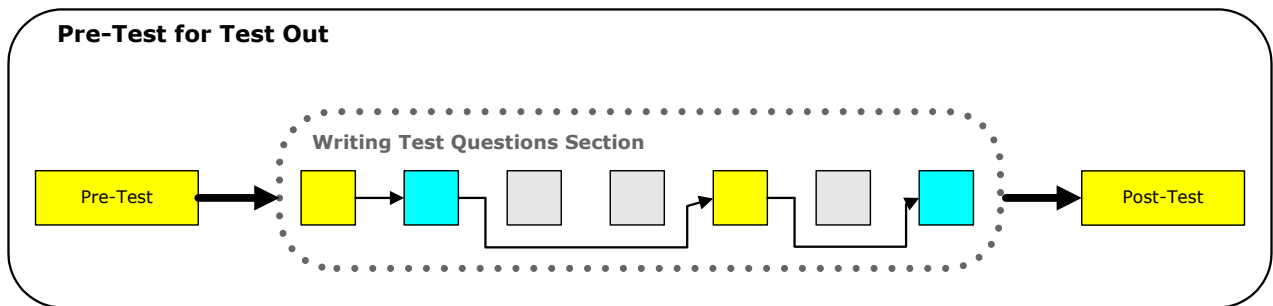 Pre-Test for Test Out
Writing Test Questions Section
Pre-Test
Post-Test